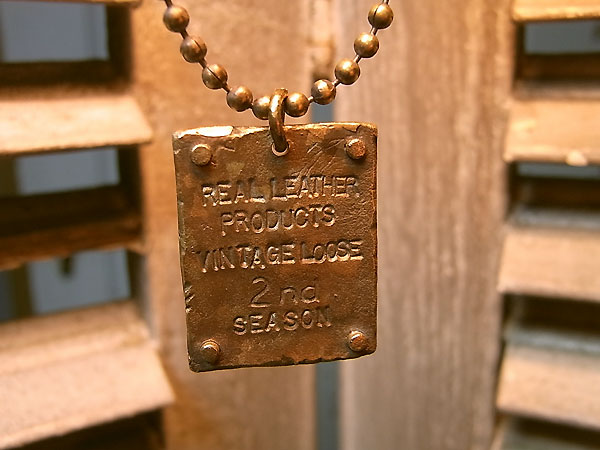 REAL LEATHER
PRODUCTS
VINTAGE LOOSE
2nd
SEASON